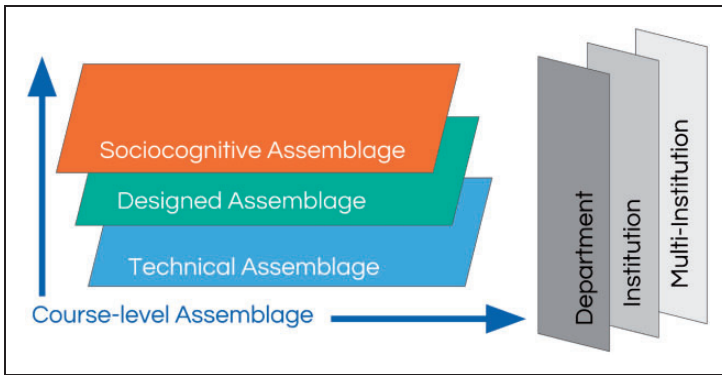 Sociocognitive Assemblage
Designed Assemblage
Technical Assemblage
Course-level Assemblage
Department
Institution
Multi-Institution